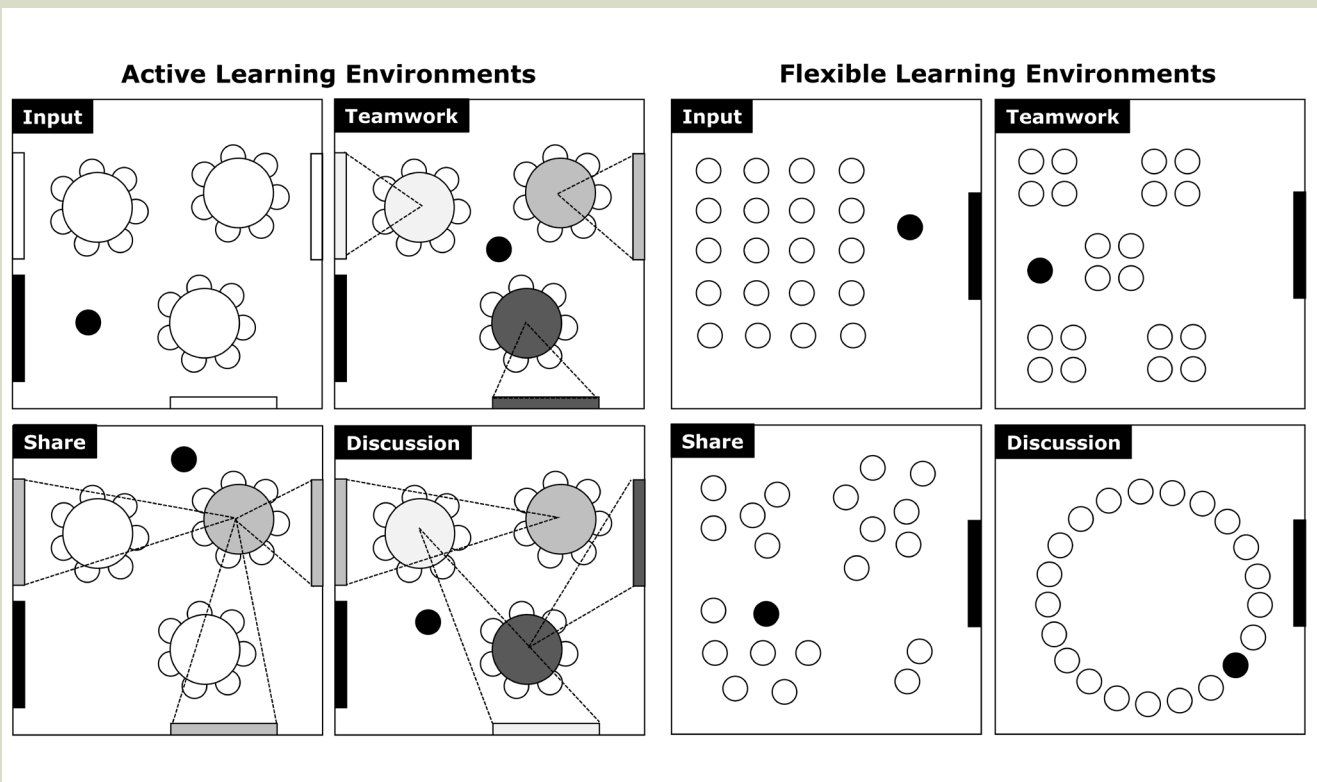 Active Learning Environments
Input
Teamwork
Share
Discussion
Flexible Learning Environments
Input
Teamwork
Share
Discussion